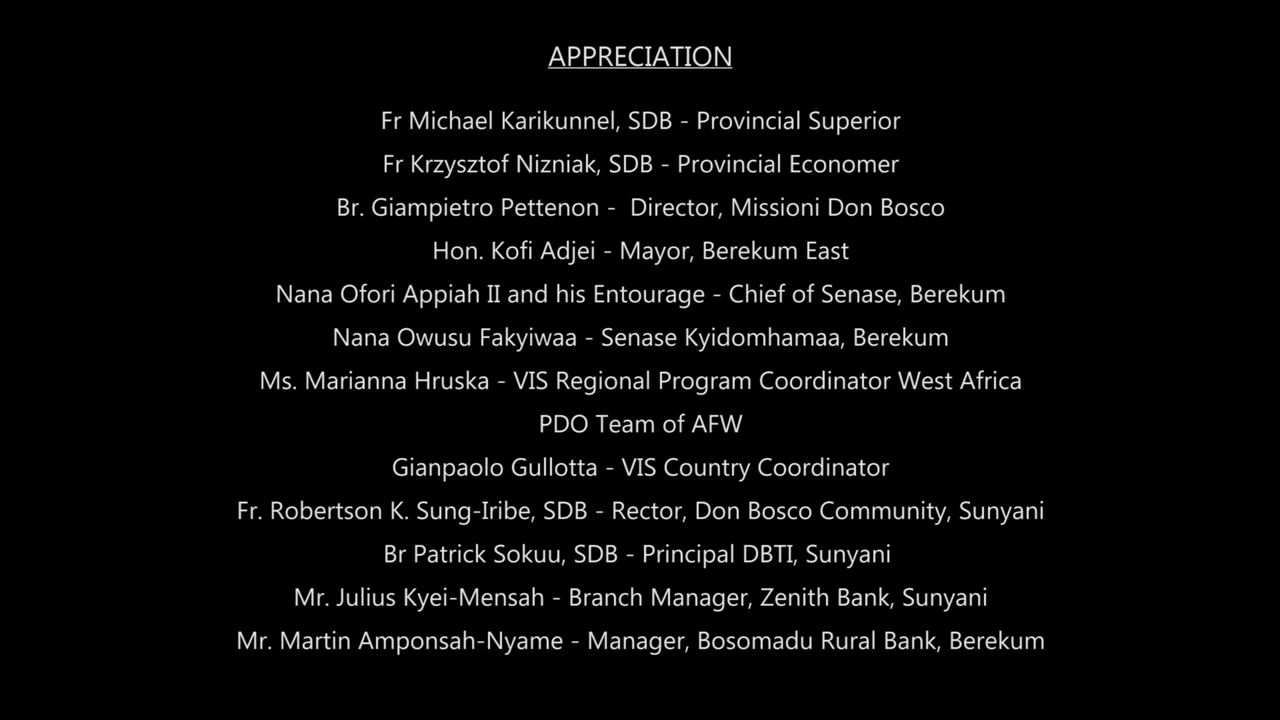 APPRECIATION
Fr Michael Karikunnel, SDB - Provincial Superior
Fr Krzysztof Nizniak, SDB - Provincial Economer
Br. Giampietro Pettenon -  Director, Missioni Don Bosco
Hon. Kofi Adjei - Mayor, Berekum East
Nana Ofori Appiah II and his Entourage - Chief of Senase, Berekum
Nana Owusu Fakyiwaa - Senase Kyidomhamaa, Berekum
Ms. Marianna Hruska - VIS Regional Program Coordinator West Africa
PDO Team of AFW
Gianpaolo Gullotta - VIS Country Coordinator
Fr. Robertson K. Sung-Iribe, SDB - Rector, Don Bosco Community, Sunyani
Br Patrick Sokuu, SDB - Principal DBTI, Sunyani
Mr. Julius Kyei-Mensah - Branch Manager, Zenith Bank, Sunyani
Mr. Martin Amponsah-Nyame - Manager, Bosomadu Rural Bank, Berekum